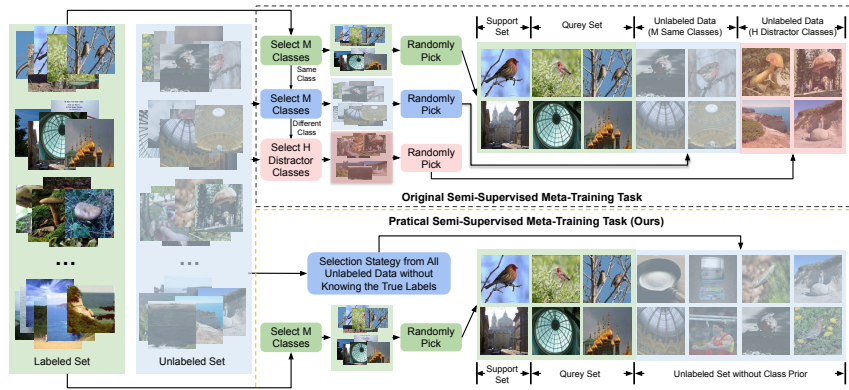 Support
Set
Qurey Set
Unlabeled Data
(M Same Classes)
Unlabeled Data
(H Distractor Classes)
Select M
Classes
Randomly
Pick
Same
Class
Select M
Classes
Randomly
Pick
Different
Class
Select H
Distractor
Classes
Randomly
Pick
Original Semi-Supervised Meta-Training Task
Pratical Semi-Supervised Meta-Training Task (Ours)
...
...
Selection Stategy from All
Unlabeled Data without
Knowing the True Labels
Select M
Classes
Randomly
Pick
Labeled Set
Unlabeled Set
Support
Set
Qurey Set
Unlabeled Set without Class Prior